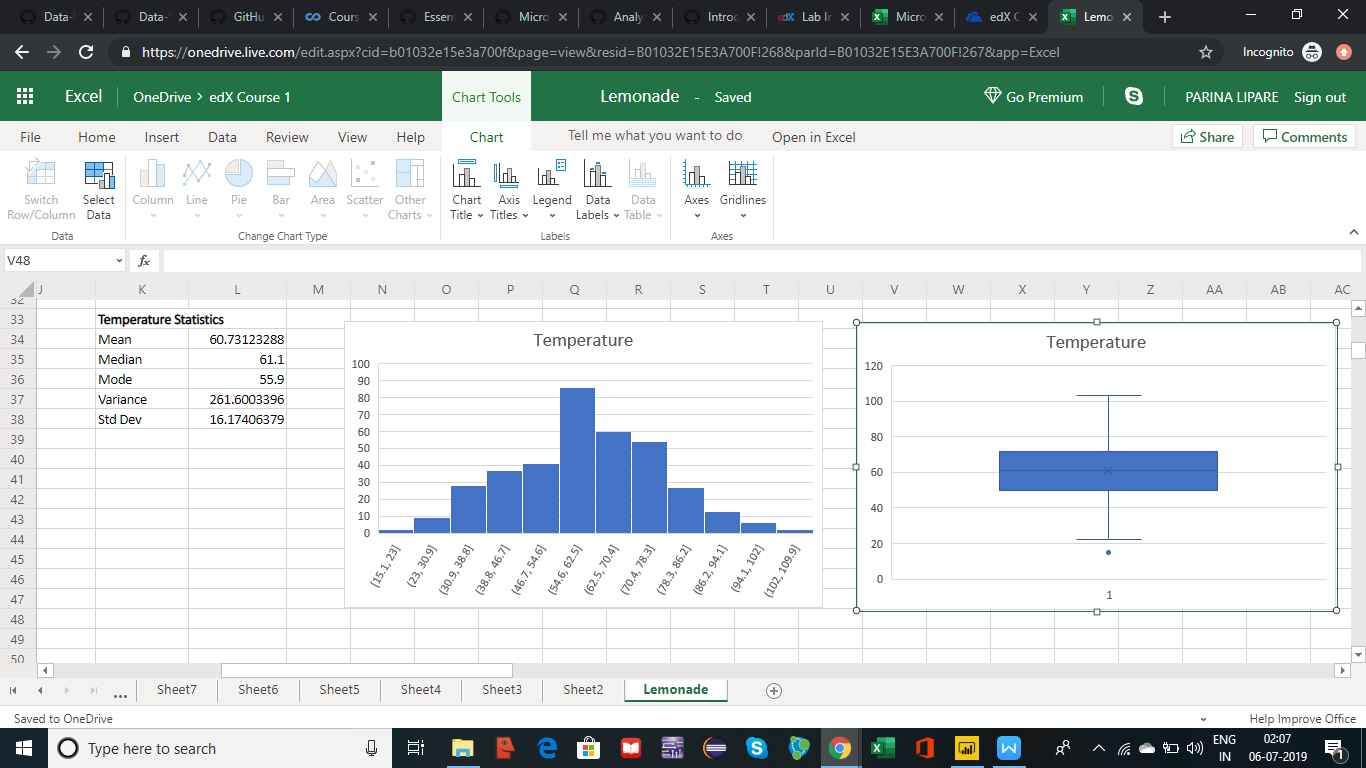 Data- Data- GitHu Cours Essen Micro Analy Introc edX Lab In Micro edX C Lemo
https://onedrive.live.com/edit.aspx?cid=b01032e15e3a700f&page=view&resid=B01032E15E3A700F!268&parId=B01032E15E3A700F!267&app=Excel Incognito
Excel OneDrive > edX Course 1 Chart Tools Lemonade - Saved Go Premium PARINA LIPARE Sign out
File Home Insert Data Review View Help Chart Tell me what you want to do Open in Excel Share Comments
Switch Select Column Line Pie Bar Area Scatter Other Chart Axis Legend Data Data Axes Gridlines
Row/Column Data Charts Title Titles Labels Table
Data Change Chart Type Labels Axes
V48 fx
J K L M N O P Q R S T U V W X Y Z AA AB AC
32
33 Temperature Statistics
34 Mean 60.73123288
35 Median 61.1
36 Mode 55.9
37 Variance 261.6003396
38 Std Dev 16.17406379
39
40
41
42
43
44
45
46
47
48
49
50
Temperature
100
90
80
70
60
50
40
30
20
10
0
[15.1, 23] (23, 30.9] (30.9, 38.8] (38.8, 46.7] (46.7, 54.6] (54.6, 62.5] (62.5, 70.4] (70.4, 78.3] (78.3, 86.2] (86.2, 94.1] (94.1, 102] (102, 109.9]
Temperature
120
100
80
60
40
20
0
1
... Sheet7 Sheet6 Sheet5 Sheet4 Sheet3 Sheet2 Lemonade
Saved to OneDrive Help Improve Office
Type here to search ENG 02:07
IN 06-07-2019 1